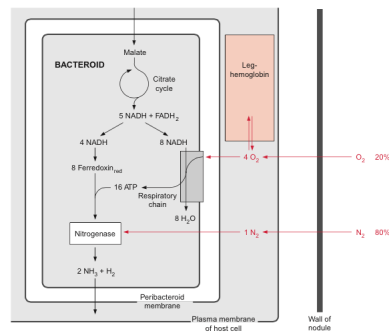 Malate
BACTEROID
Citrate
cycle
5 NADH + FADH2
4 NADH
8 NADH
8 Ferredoxinred
16 ATP
Respiratory
chain
8 H2O
Nitrogenase
2 NH3 + H2
Peribacteroid
membrane
Plasma membrane
of host cell
Leg-
hemoglobin
4 O2
O2 20%
1 N2
N2 80%
Wall of
nodule